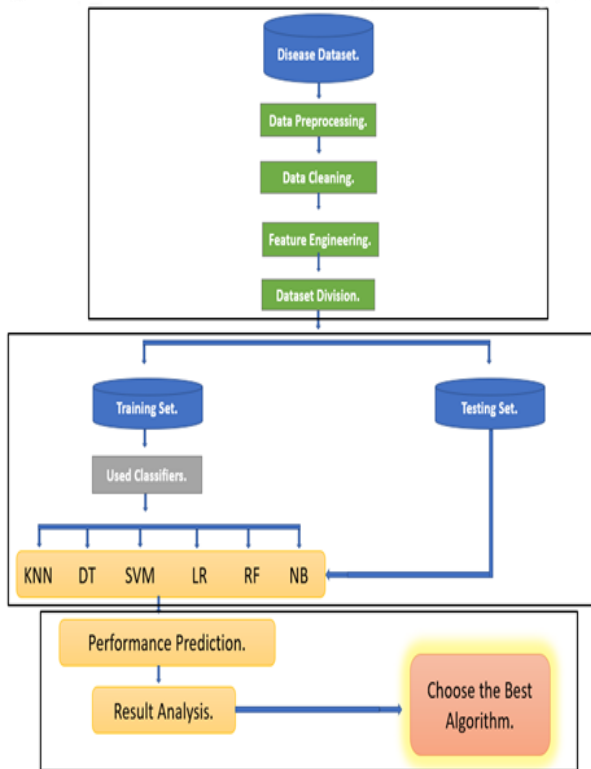 Disease Dataset.
Data Preprocessing.
Data Cleaning.
Feature Engineering.
Dataset Division.
Training Set.
Testing Set.
Used Classifiers.
KNN DT SVM LR RF NB
Performance Prediction.
Result Analysis.
Choose the Best
Algorithm.